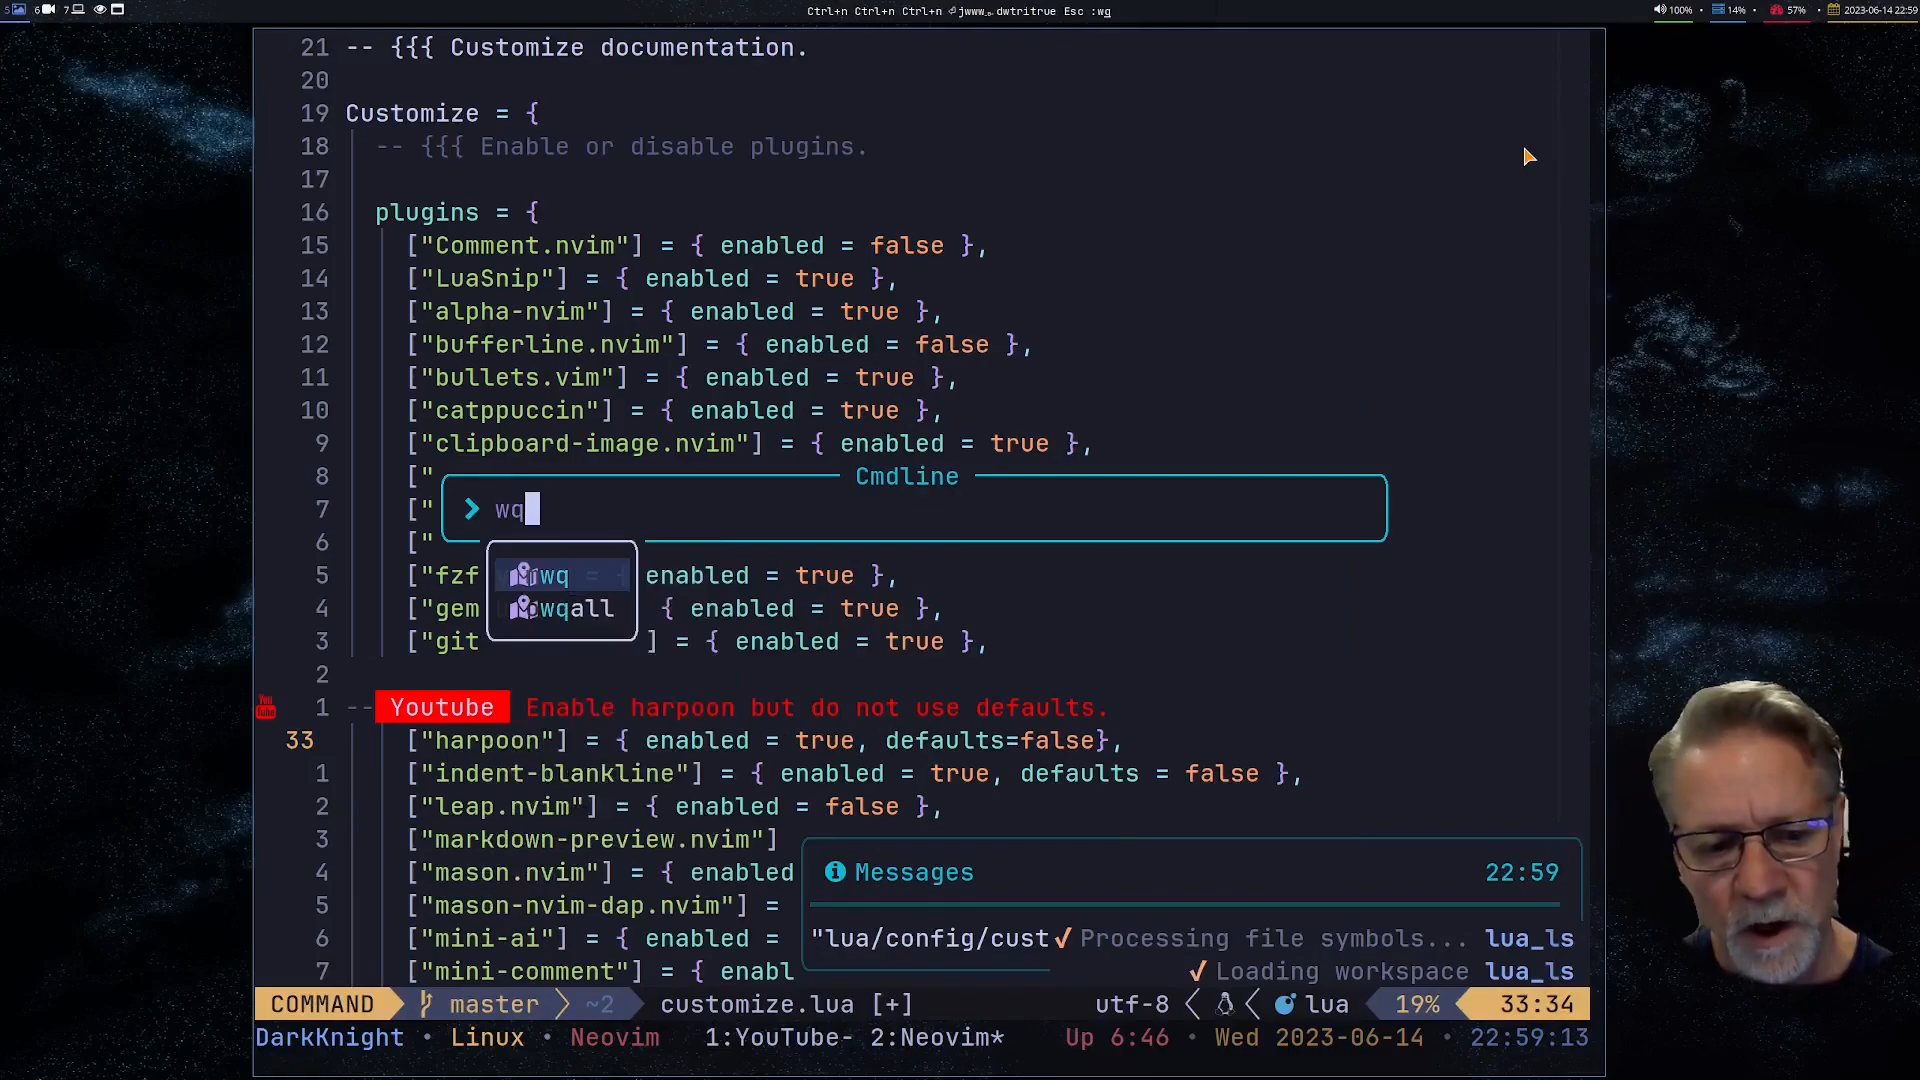 5 6 7 Ctrl+n Ctrl+n Ctrl+n ⏎ jwww␣ dwtritrue Esc :wq 100% • 14% • 57% • 2023-06-14 22:59
21 -- {{{ Customize documentation.
20
19 Customize = {
18 -- {{{ Enable or disable plugins.
17
16 plugins = {
15 ["Comment.nvim"] = { enabled = false },
14 ["LuaSnip"] = { enabled = true },
13 ["alpha-nvim"] = { enabled = true },
12 ["bufferline.nvim"] = { enabled = false },
11 ["bullets.vim"] = { enabled = true },
10 ["catppuccin"] = { enabled = true },
9 ["clipboard-image.nvim"] = { enabled = true },
8 ["
Cmdline
7 ["
wq
6 ["
5 ["fzf = { enabled = true },
wq
4 ["gem { enabled = true },
wqall
3 ["git ] = { enabled = true },
2
1 -- Youtube Enable harpoon but do not use defaults.
33 ["harpoon"] = { enabled = true, defaults=false},
1 ["indent-blankline"] = { enabled = true, defaults = false },
2 ["leap.nvim"] = { enabled = false },
3 ["markdown-preview.nvim"]
4 ["mason.nvim"] = { enabled
Messages 22:59
5 ["mason-nvim-dap.nvim"] =
6 ["mini-ai"] = { enabled =
"lua/config/cust ✓ Processing file symbols... lua_ls
7 ["mini-comment"] = { enabl
✓ Loading workspace lua_ls
COMMAND master ~2 customize.lua [+] utf-8 lua 19% 33:34
DarkKnight • Linux • Neovim 1:YouTube- 2:Neovim* Up 6:46 • Wed 2023-06-14 • 22:59:13